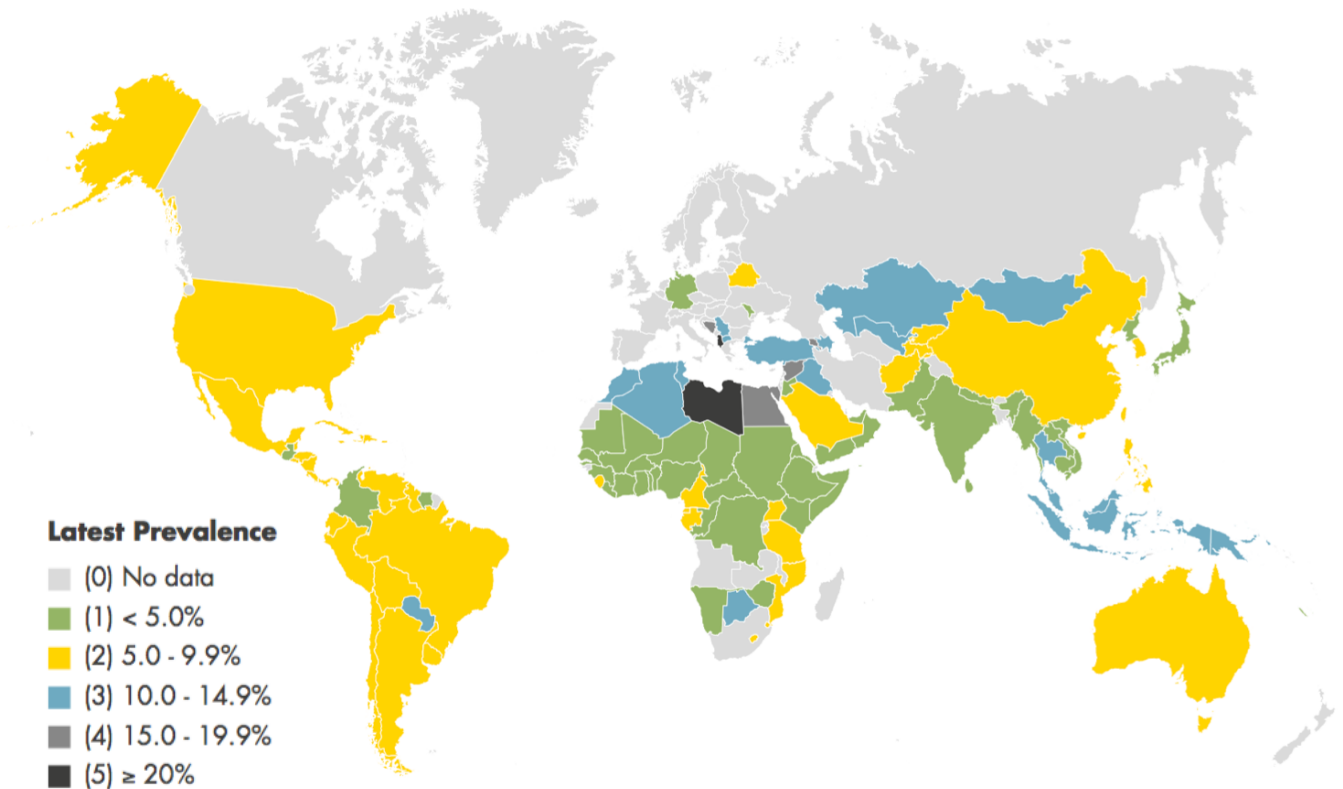 Latest Prevalence
(0) No data
(1) < 5.0%
(2) 5.0 - 9.9%
(3) 10.0 - 14.9%
(4) 15.0 - 19.9%
(5) ≥ 20%